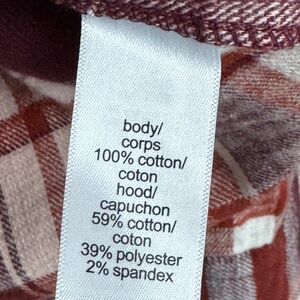 body/
corps
100% cotton/
coton
hood/
capuchon
59% cotton/
coton
39% polyester
2% spandex